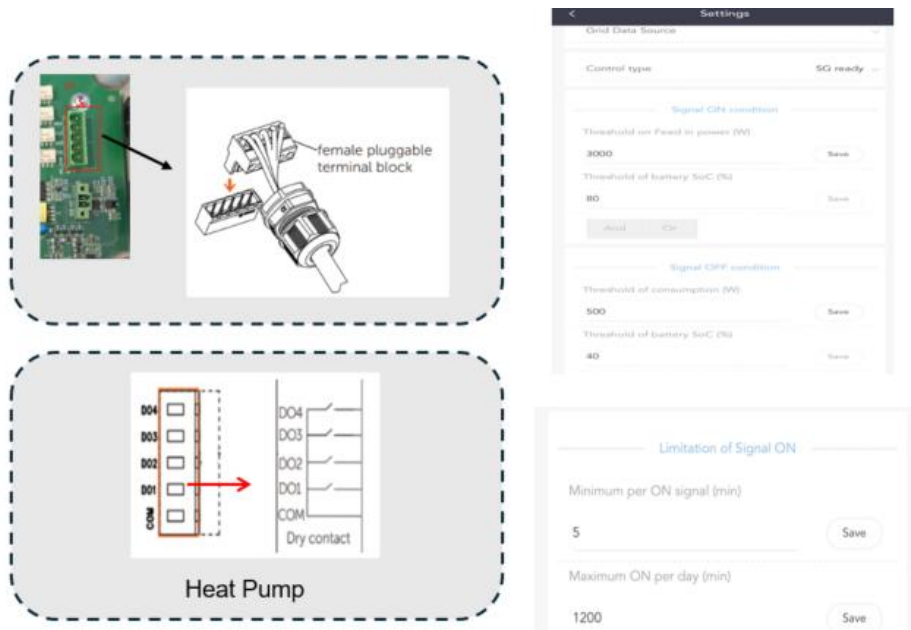 female pluggable
terminal block
DO4
DO3
DO2
DO1
COM
DO4
DO3
DO2
DO1
COM
Dry contact
Heat Pump
Settings
Grid Data Source
Control type
SG ready
Signal ON condition
Threshold on Feed in power (W)
3000
Save
Threshold of battery SoC (%)
80
Save
And Or
Signal OFF condition
Threshold of consumption (W)
500
Save
Threshold of battery SoC (%)
40
Save
Limitation of Signal ON
Minimum per ON signal (min)
5
Save
Maximum ON per day (min)
1200
Save